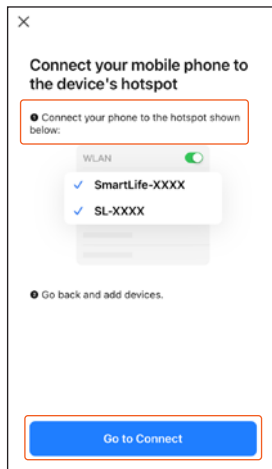 Connect your mobile phone to
the device's hotspot
❶ Connect your phone to the hotspot shown
below:
WLAN
✓ SmartLife-XXXX
✓ SL-XXXX
❷ Go back and add devices.
Go to Connect